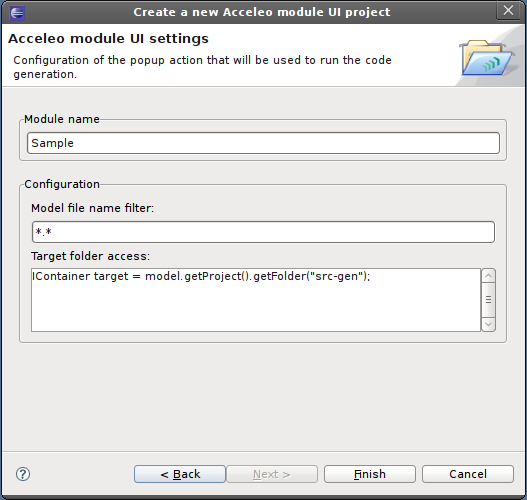 Create a new Acceleo module UI project
Acceleo module UI settings
Configuration of the popup action that will be used to run the code
generation.
Module name
Sample
Configuration
Model file name filter:
*.*
Target folder access:
IContainer target = model.getProject().getFolder("src-gen");
?
< Back
Next >
Finish
Cancel